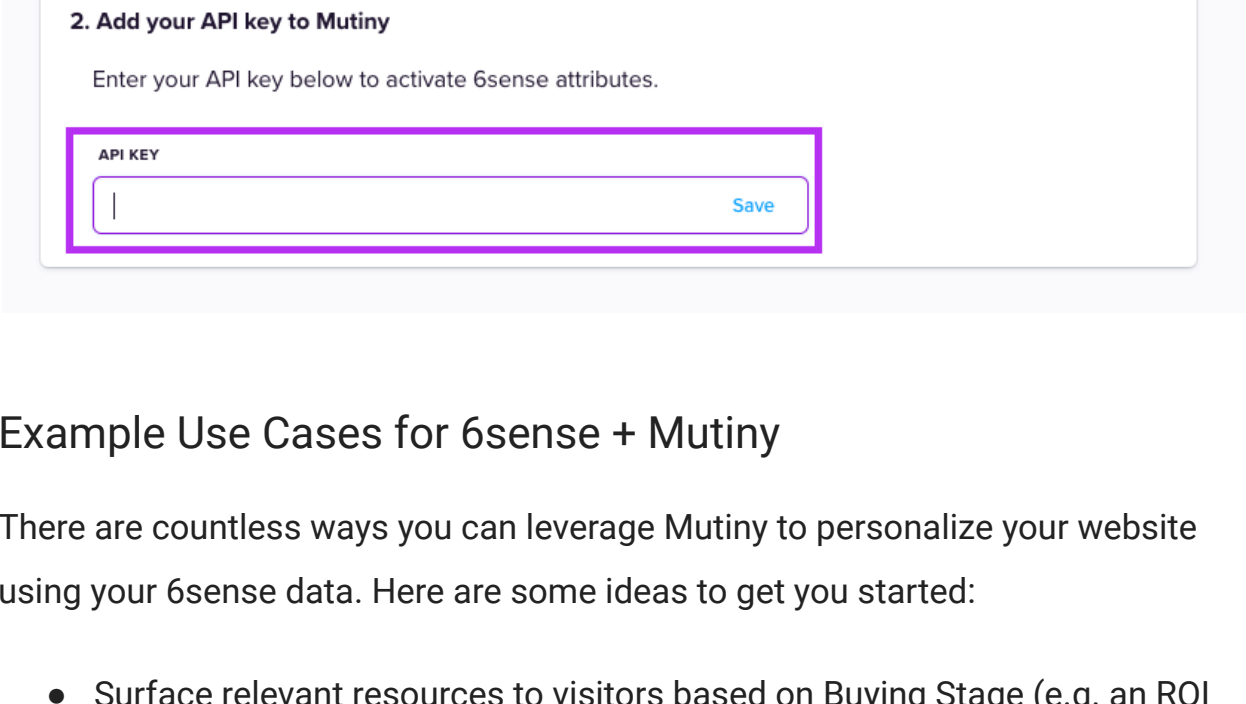 2. Add your API key to Mutiny
Enter your API key below to activate 6sense attributes.
API KEY
Save
Example Use Cases for 6sense + Mutiny
There are countless ways you can leverage Mutiny to personalize your website
using your 6sense data. Here are some ideas to get you started:
● Surface relevant resources to visitors based on Buying Stage (e.g. an ROI